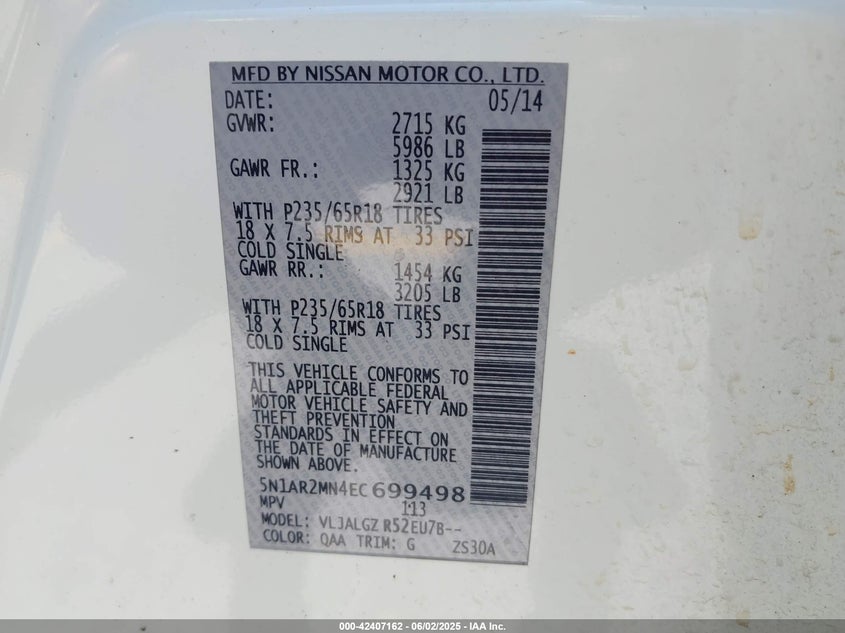 MFD BY NISSAN MOTOR CO., LTD.
DATE: 05/14
GVWR: 2715 KG
5986 LB
GAWR FR.: 1325 KG
2921 LB
WITH P235/65R18 TIRES
18 X 7.5 RIMS AT 33 PSI
COLD SINGLE
GAWR RR.: 1454 KG
3205 LB
WITH P235/65R18 TIRES
18 X 7.5 RIMS AT 33 PSI
COLD SINGLE
THIS VEHICLE CONFORMS TO
ALL APPLICABLE FEDERAL
MOTOR VEHICLE SAFETY AND
THEFT PREVENTION
STANDARDS IN EFFECT ON
THE DATE OF MANUFACTURE
SHOWN ABOVE.
5N1AR2MN4EC699498
MPV 113
MODEL: VLJALGZ R52EU7B--
COLOR: QAA TRIM: G ZS30A
000-42407162 - 06/02/2025 - IAA Inc.